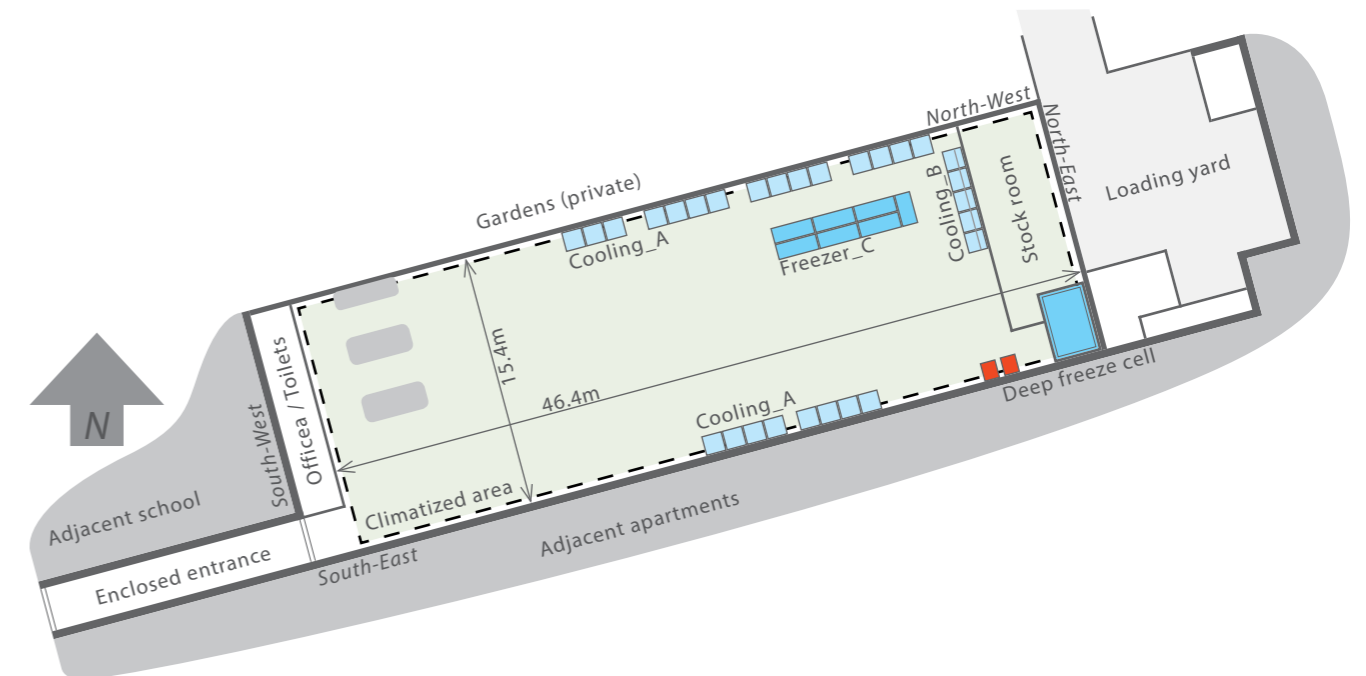 North-West
North-East
Loading yard
Gardens (private)
Cooling_B
Stock room
Cooling_A
Freezer_C
15.4m
46.4m
N
Officea / Toilets
South-West
Deep freeze cell
Cooling_A
Climatized area
Adjacent school
Adjacent apartments
Enclosed entrance
South-East